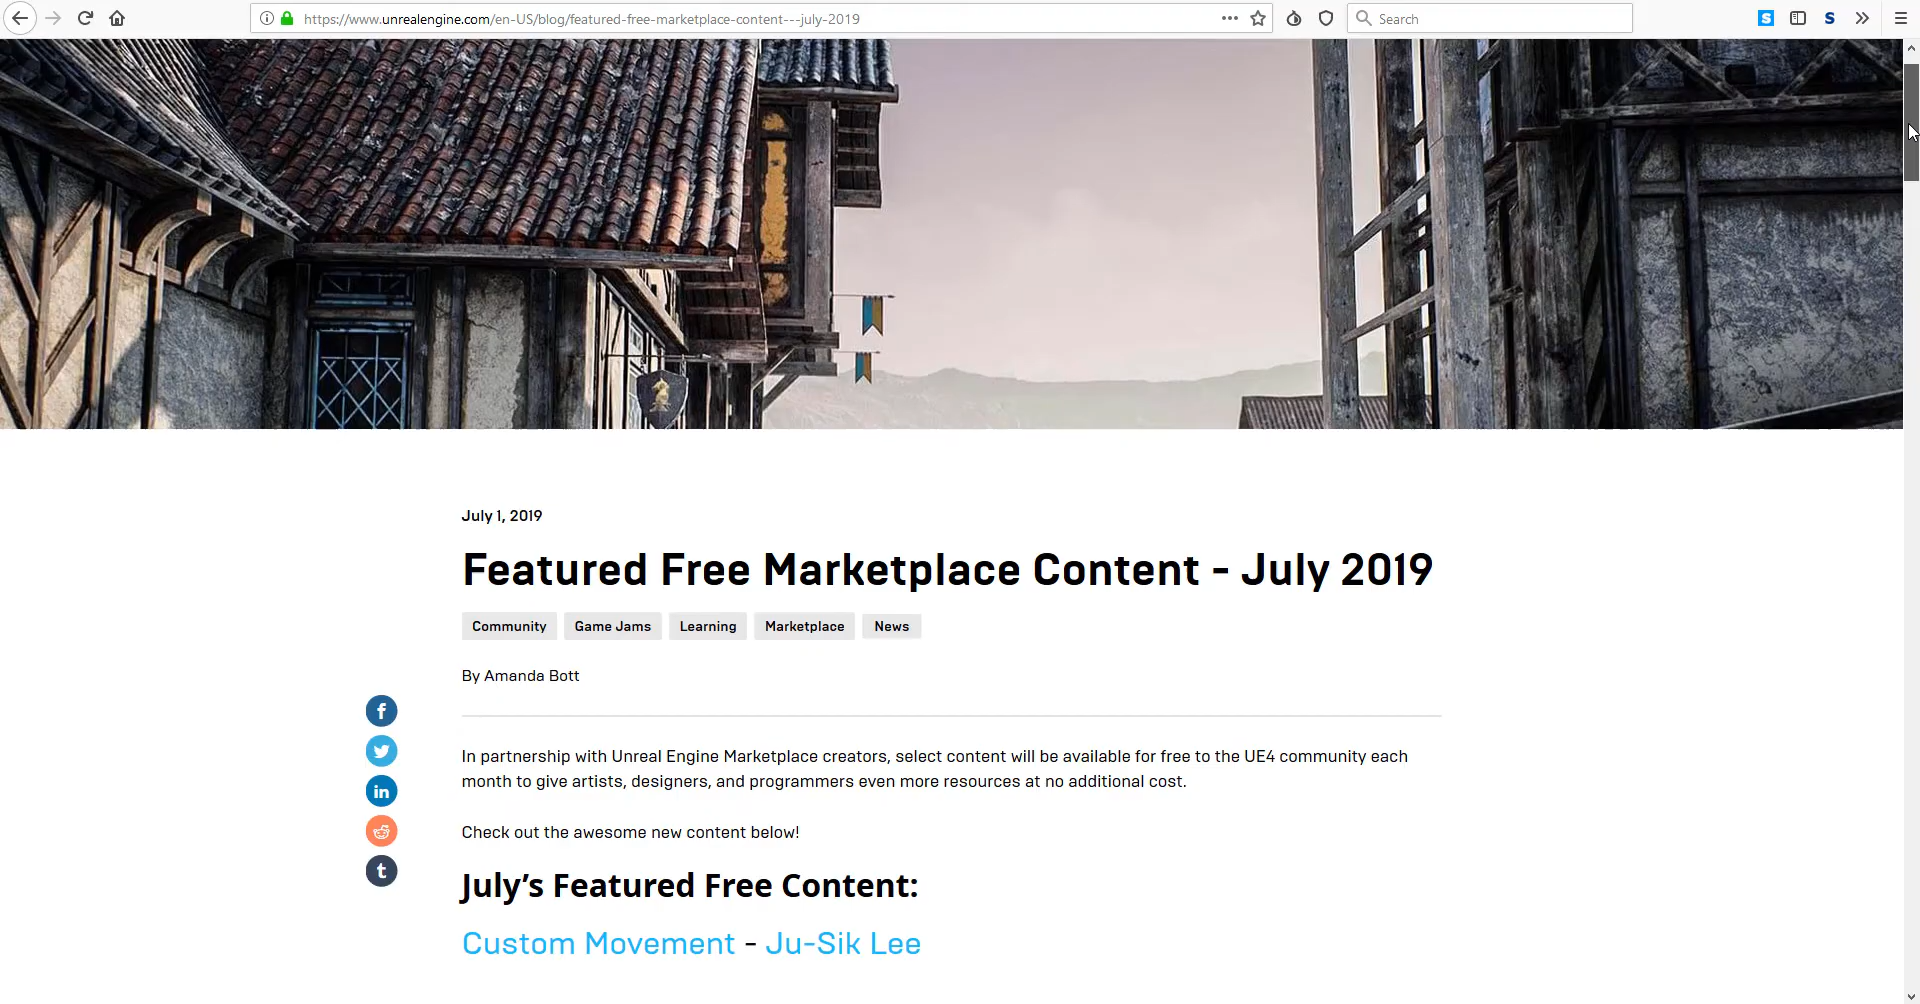 https://www.unrealengine.com/en-US/blog/featured-free-marketplace-content---july-2019
Search
July 1, 2019
Featured Free Marketplace Content - July 2019
Community Game Jams Learning Marketplace News
By Amanda Bott
In partnership with Unreal Engine Marketplace creators, select content will be available for free to the UE4 community each
month to give artists, designers, and programmers even more resources at no additional cost.
Check out the awesome new content below!
July’s Featured Free Content:
Custom Movement - Ju-Sik Lee